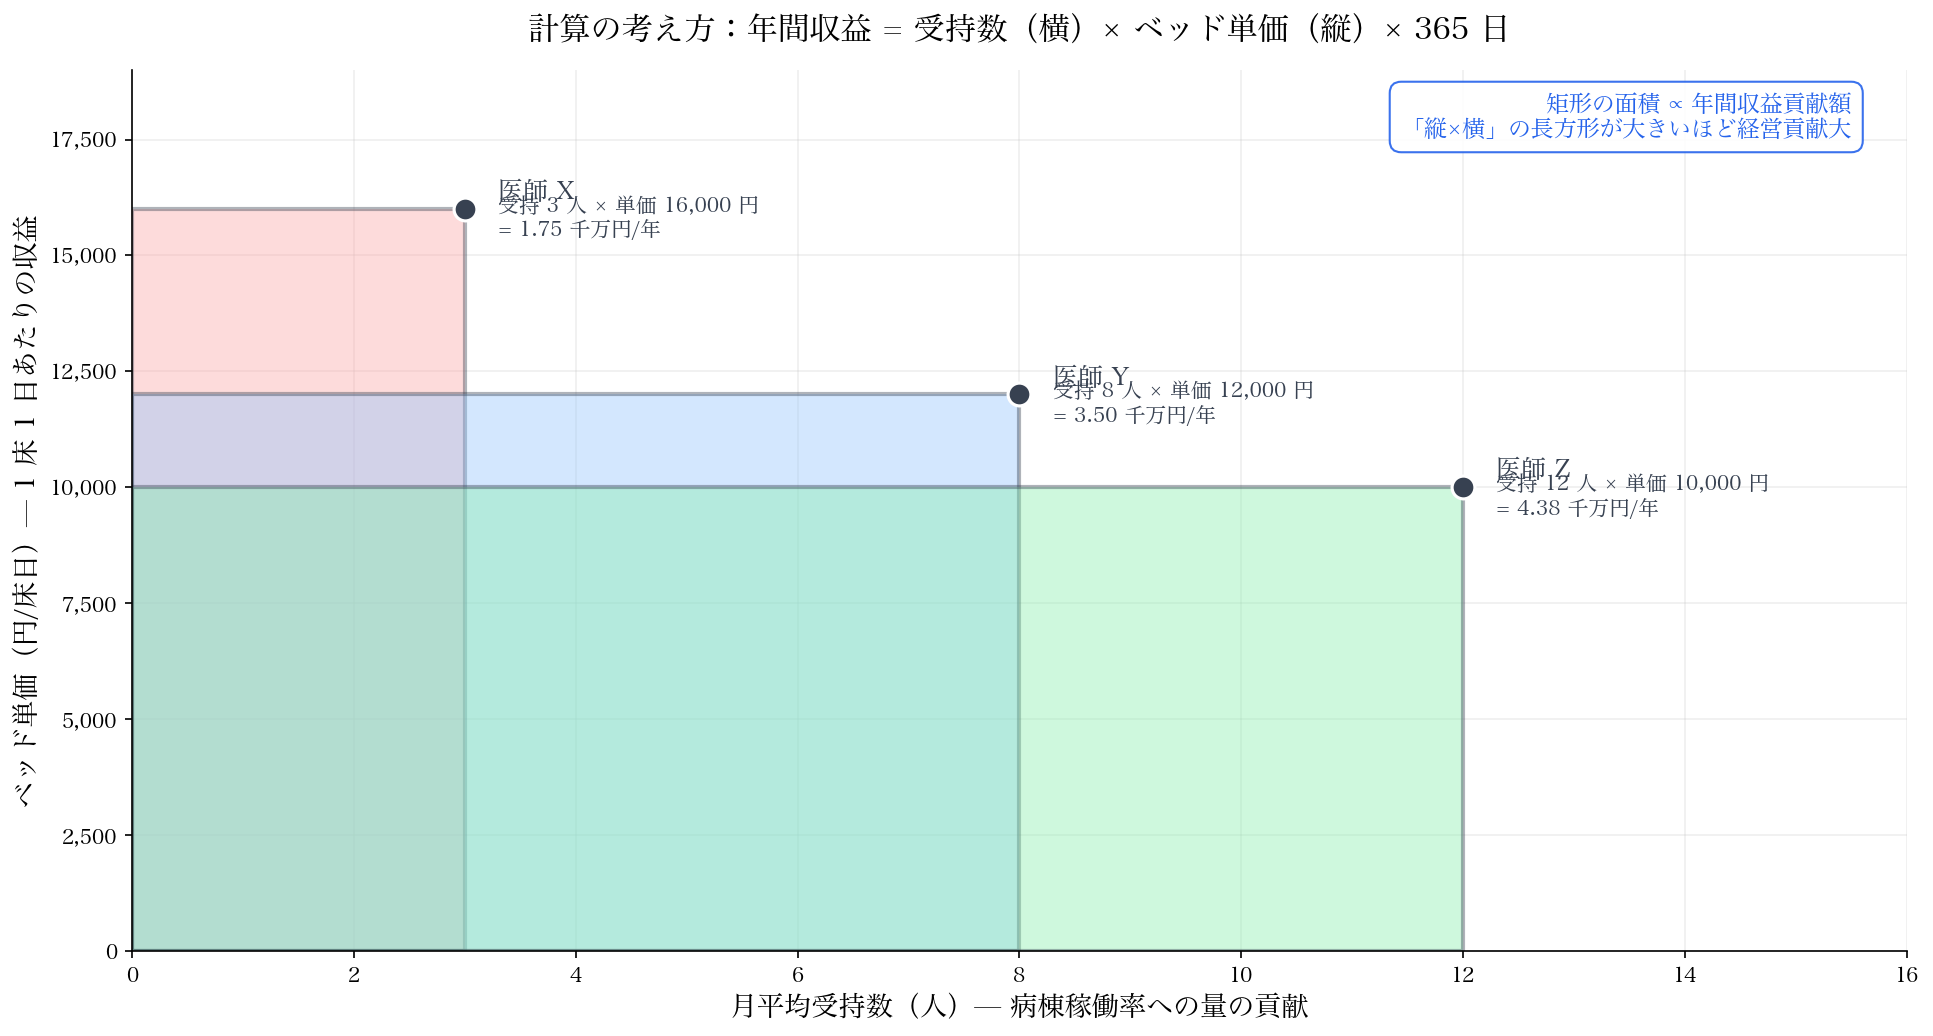 計算の考え方：年間収益 = 受持数（横）× ベッド単価（縦）× 365 日
矩形の面積 ∝ 年間収益貢献額
「縦×横」の長方形が大きいほど経営貢献大
医師 X
受持 3 人 × 単価 16,000 円
= 1.75 千万円/年
医師 Y
受持 8 人 × 単価 12,000 円
= 3.50 千万円/年
医師 Z
受持 12 人 × 単価 10,000 円
= 4.38 千万円/年
ベッド単価（円/床日）— 1 床 1 日あたりの収益
17,500
15,000
12,500
10,000
7,500
5,000
2,500
0
0 2 4 6 8 10 12 14 16
月平均受持数（人）— 病棟稼働率への量の貢献